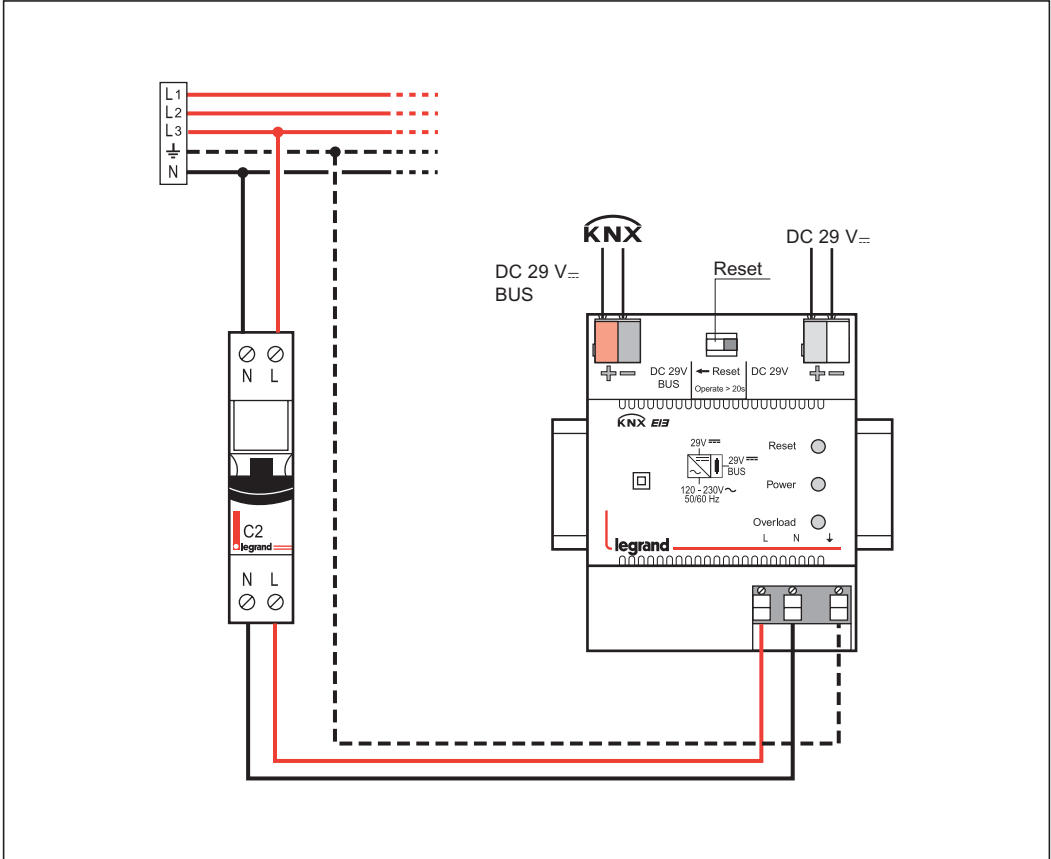 L1
L2
L3
N
KNX
DC 29 V
BUS
Reset
DC 29 V
N L
C2
legrand
N L
+ −
DC 29V
BUS
← Reset
Operate > 20s
DC 29V
+ −
KNX EIB
29V
29V
BUS
120 - 230V~
50/60 Hz
Reset
Power
Overload
L N
legrand